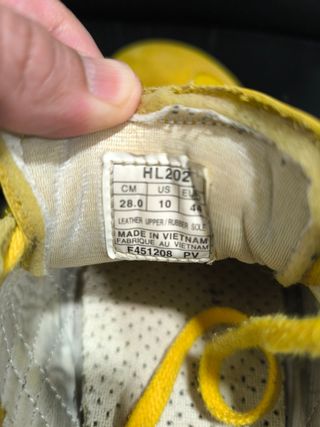 HL202
CM US EU
28.0 10 44
LEATHER UPPER/RUBBER SOLE
MADE IN VIETNAM
FABRIQUE AU VIETNAM
E451208 PV